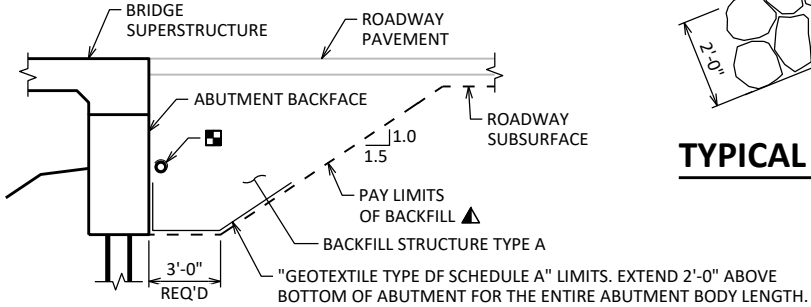 BRIDGE
SUPERSTRUCTURE
ROADWAY
PAVEMENT
2'-0"
ABUTMENT BACKFACE
1.0
1.5
ROADWAY
SUBSURFACE
TYPICAL
PAY LIMITS
OF BACKFILL
BACKFILL STRUCTURE TYPE A
3'-0"
REQ'D
"GEOTEXTILE TYPE DF SCHEDULE A" LIMITS. EXTEND 2'-0" ABOVE
BOTTOM OF ABUTMENT FOR THE ENTIRE ABUTMENT BODY LENGTH.